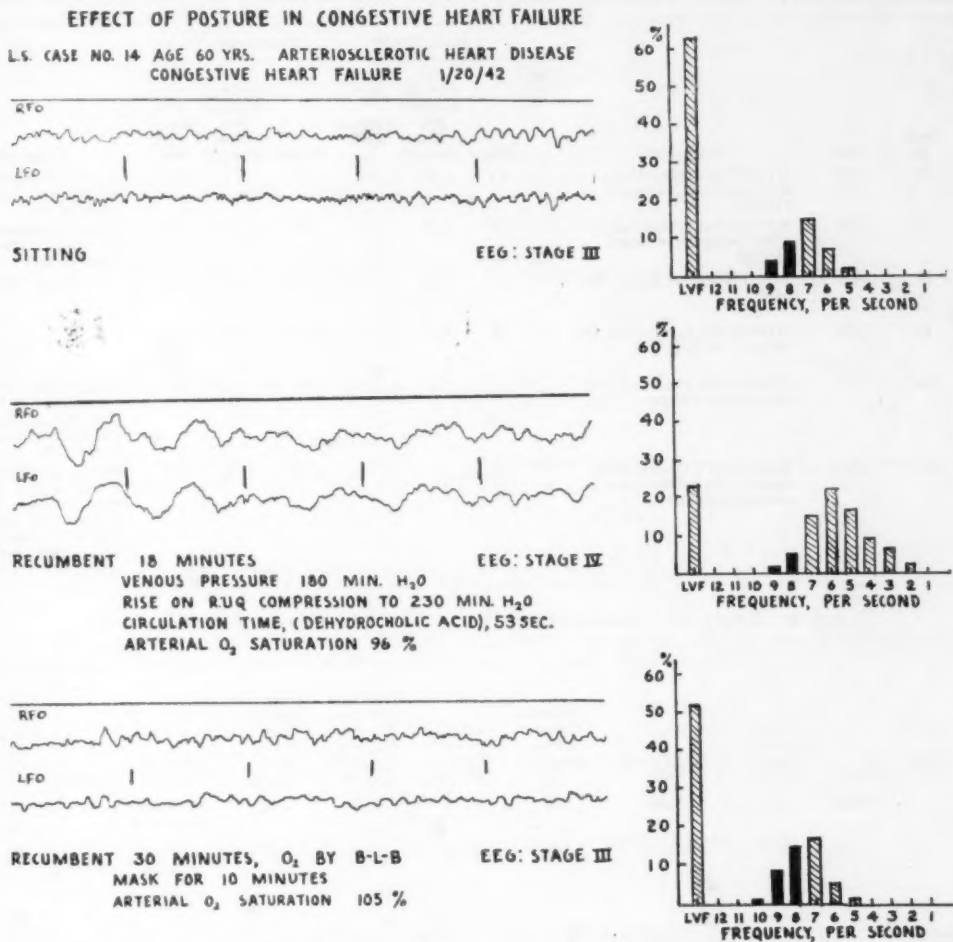 EFFECT OF POSTURE IN CONGESTIVE HEART FAILURE
L.S. CASE NO. 14 AGE 60 YRS. ARTERIOSCLEROTIC HEART DISEASE
CONGESTIVE HEART FAILURE 1/20/42
RFO
LFO
SITTING EEG: STAGE III
%
60
50
40
30
20
10
LVF 12 11 10 9 8 7 6 5 4 3 2 1
FREQUENCY, PER SECOND
RFO
LFO
RECUMBENT 18 MINUTES EEG: STAGE IV
VENOUS PRESSURE 180 MIN. H2O
RISE ON RUQ COMPRESSION TO 230 MIN. H2O
CIRCULATION TIME, (DEHYDROCHOLIC ACID), 53 SEC.
ARTERIAL O2 SATURATION 96 %
%
60
50
40
30
20
10
LVF 12 11 10 9 8 7 6 5 4 3 2 1
FREQUENCY, PER SECOND
RFO
LFO
RECUMBENT 30 MINUTES, O2 BY B-L-B EEG: STAGE III
MASK FOR 10 MINUTES
ARTERIAL O2 SATURATION 105 %
%
60
50
40
30
20
10
LVF 12 11 10 9 8 7 6 5 4 3 2 1
FREQUENCY, PER SECOND